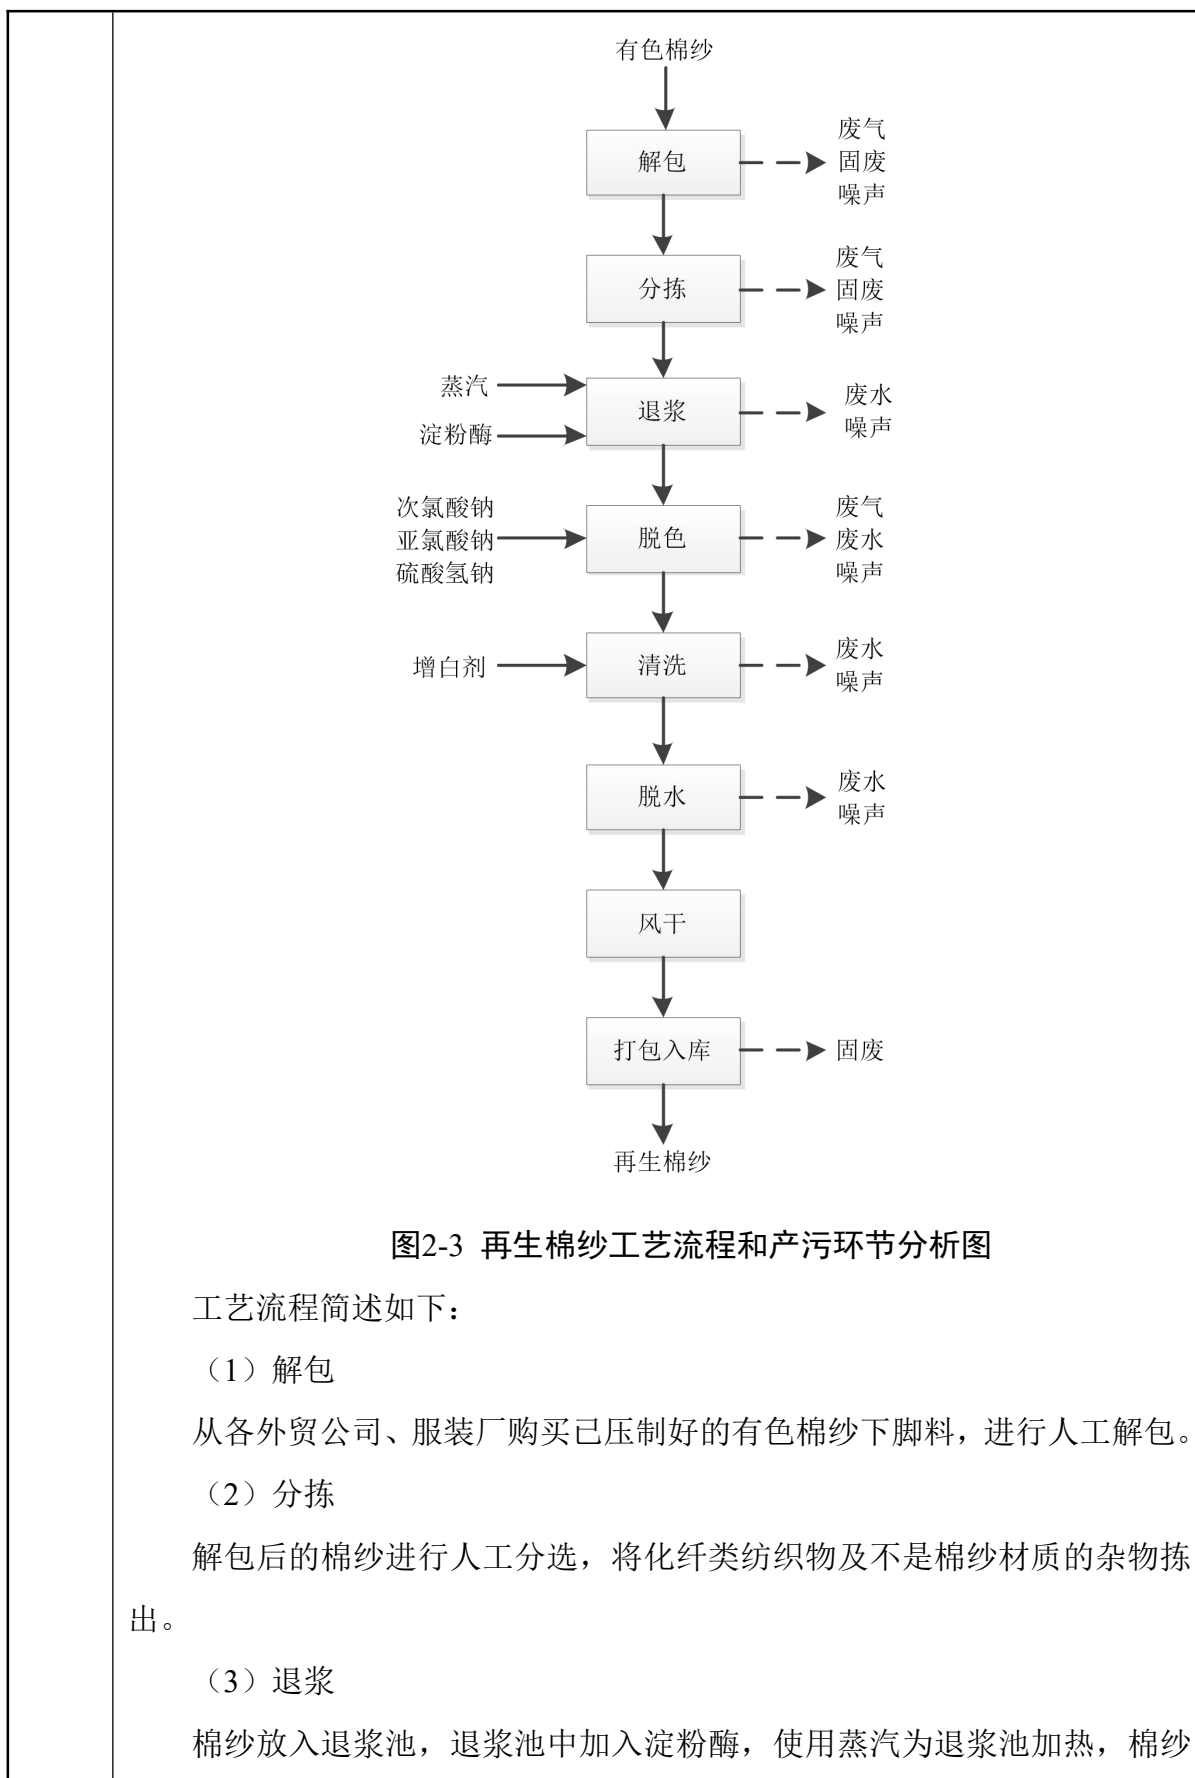 有色棉纱
解包
废气
固废
噪声
分拣
废气
固废
噪声
蒸汽
淀粉酶
退浆
废水
噪声
次氯酸钠
亚氯酸钠
硫酸氢钠
脱色
废气
废水
噪声
增白剂
清洗
废水
噪声
脱水
废水
噪声
风干
打包入库
固废
再生棉纱
图2-3 再生棉纱工艺流程和产污环节分析图
工艺流程简述如下：
（1）解包
从各外贸公司、服装厂购买已压制好的有色棉纱下脚料，进行人工解包。
（2）分拣
解包后的棉纱进行人工分选，将化纤类纺织物及不是棉纱材质的杂物拣
出。
（3）退浆
棉纱放入退浆池，退浆池中加入淀粉酶，使用蒸汽为退浆池加热，棉纱